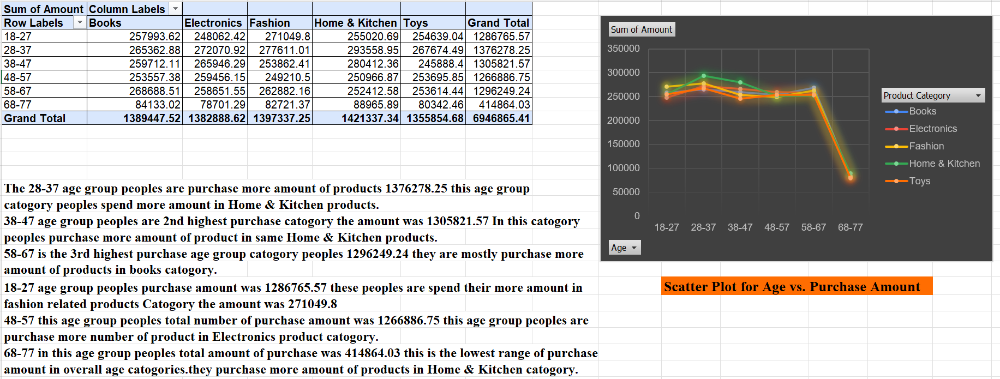 Sum of Amount Column Labels
Row Labels Books Electronics Fashion Home & Kitchen Toys Grand Total
18-27 257993.62 248062.42 271049.8 255020.69 254639.04 1286765.57
28-37 265362.88 272070.92 277611.01 293558.95 267674.49 1376278.25
38-47 259712.11 265946.29 253862.41 280412.36 245888.4 1305821.57
48-57 253557.38 259456.15 249210.5 250966.87 253695.85 1266886.75
58-67 268688.51 258651.55 262882.16 252412.58 253614.44 1296249.24
68-77 84133.02 78701.29 82721.37 88965.89 80342.46 414864.03
Grand Total 1389447.52 1382888.62 1397337.25 1421337.34 1355854.68 6946865.41
The 28-37 age group peoples are purchase more amount of products 1376278.25 this age group
catogory peoples spend more amount in Home & Kitchen products.
38-47 age group peoples are 2nd highest purchase catogory the amount was 1305821.57 In this catogory
peoples purchase more amount of product in same Home & Kitchen products.
58-67 is the 3rd highest purchase age group catogory peoples 1296249.24 they are mostly purchase more
amount of products in books catogory.
18-27 age group peoples purchase amount was 1286765.57 these peoples are spend their more amount in
fashion related products Catogory the amount was 271049.8
48-57 this age group peoples total number of purchase amount was 1266886.75 this age group peoples are
purchase more number of product in Electronics product catogory.
68-77 in this age group peoples total amount of purchase was 414864.03 this is the lowest range of purchase
amount in overall age catogories.they purchase more amount of products in Home & Kitchen catogory.
Sum of Amount
350000
300000
250000
200000
150000
100000
50000
0
18-27 28-37 38-47 48-57 58-67 68-77
Age
Product Category
Books
Electronics
Fashion
Home & Kitchen
Toys
Scatter Plot for Age vs. Purchase Amount